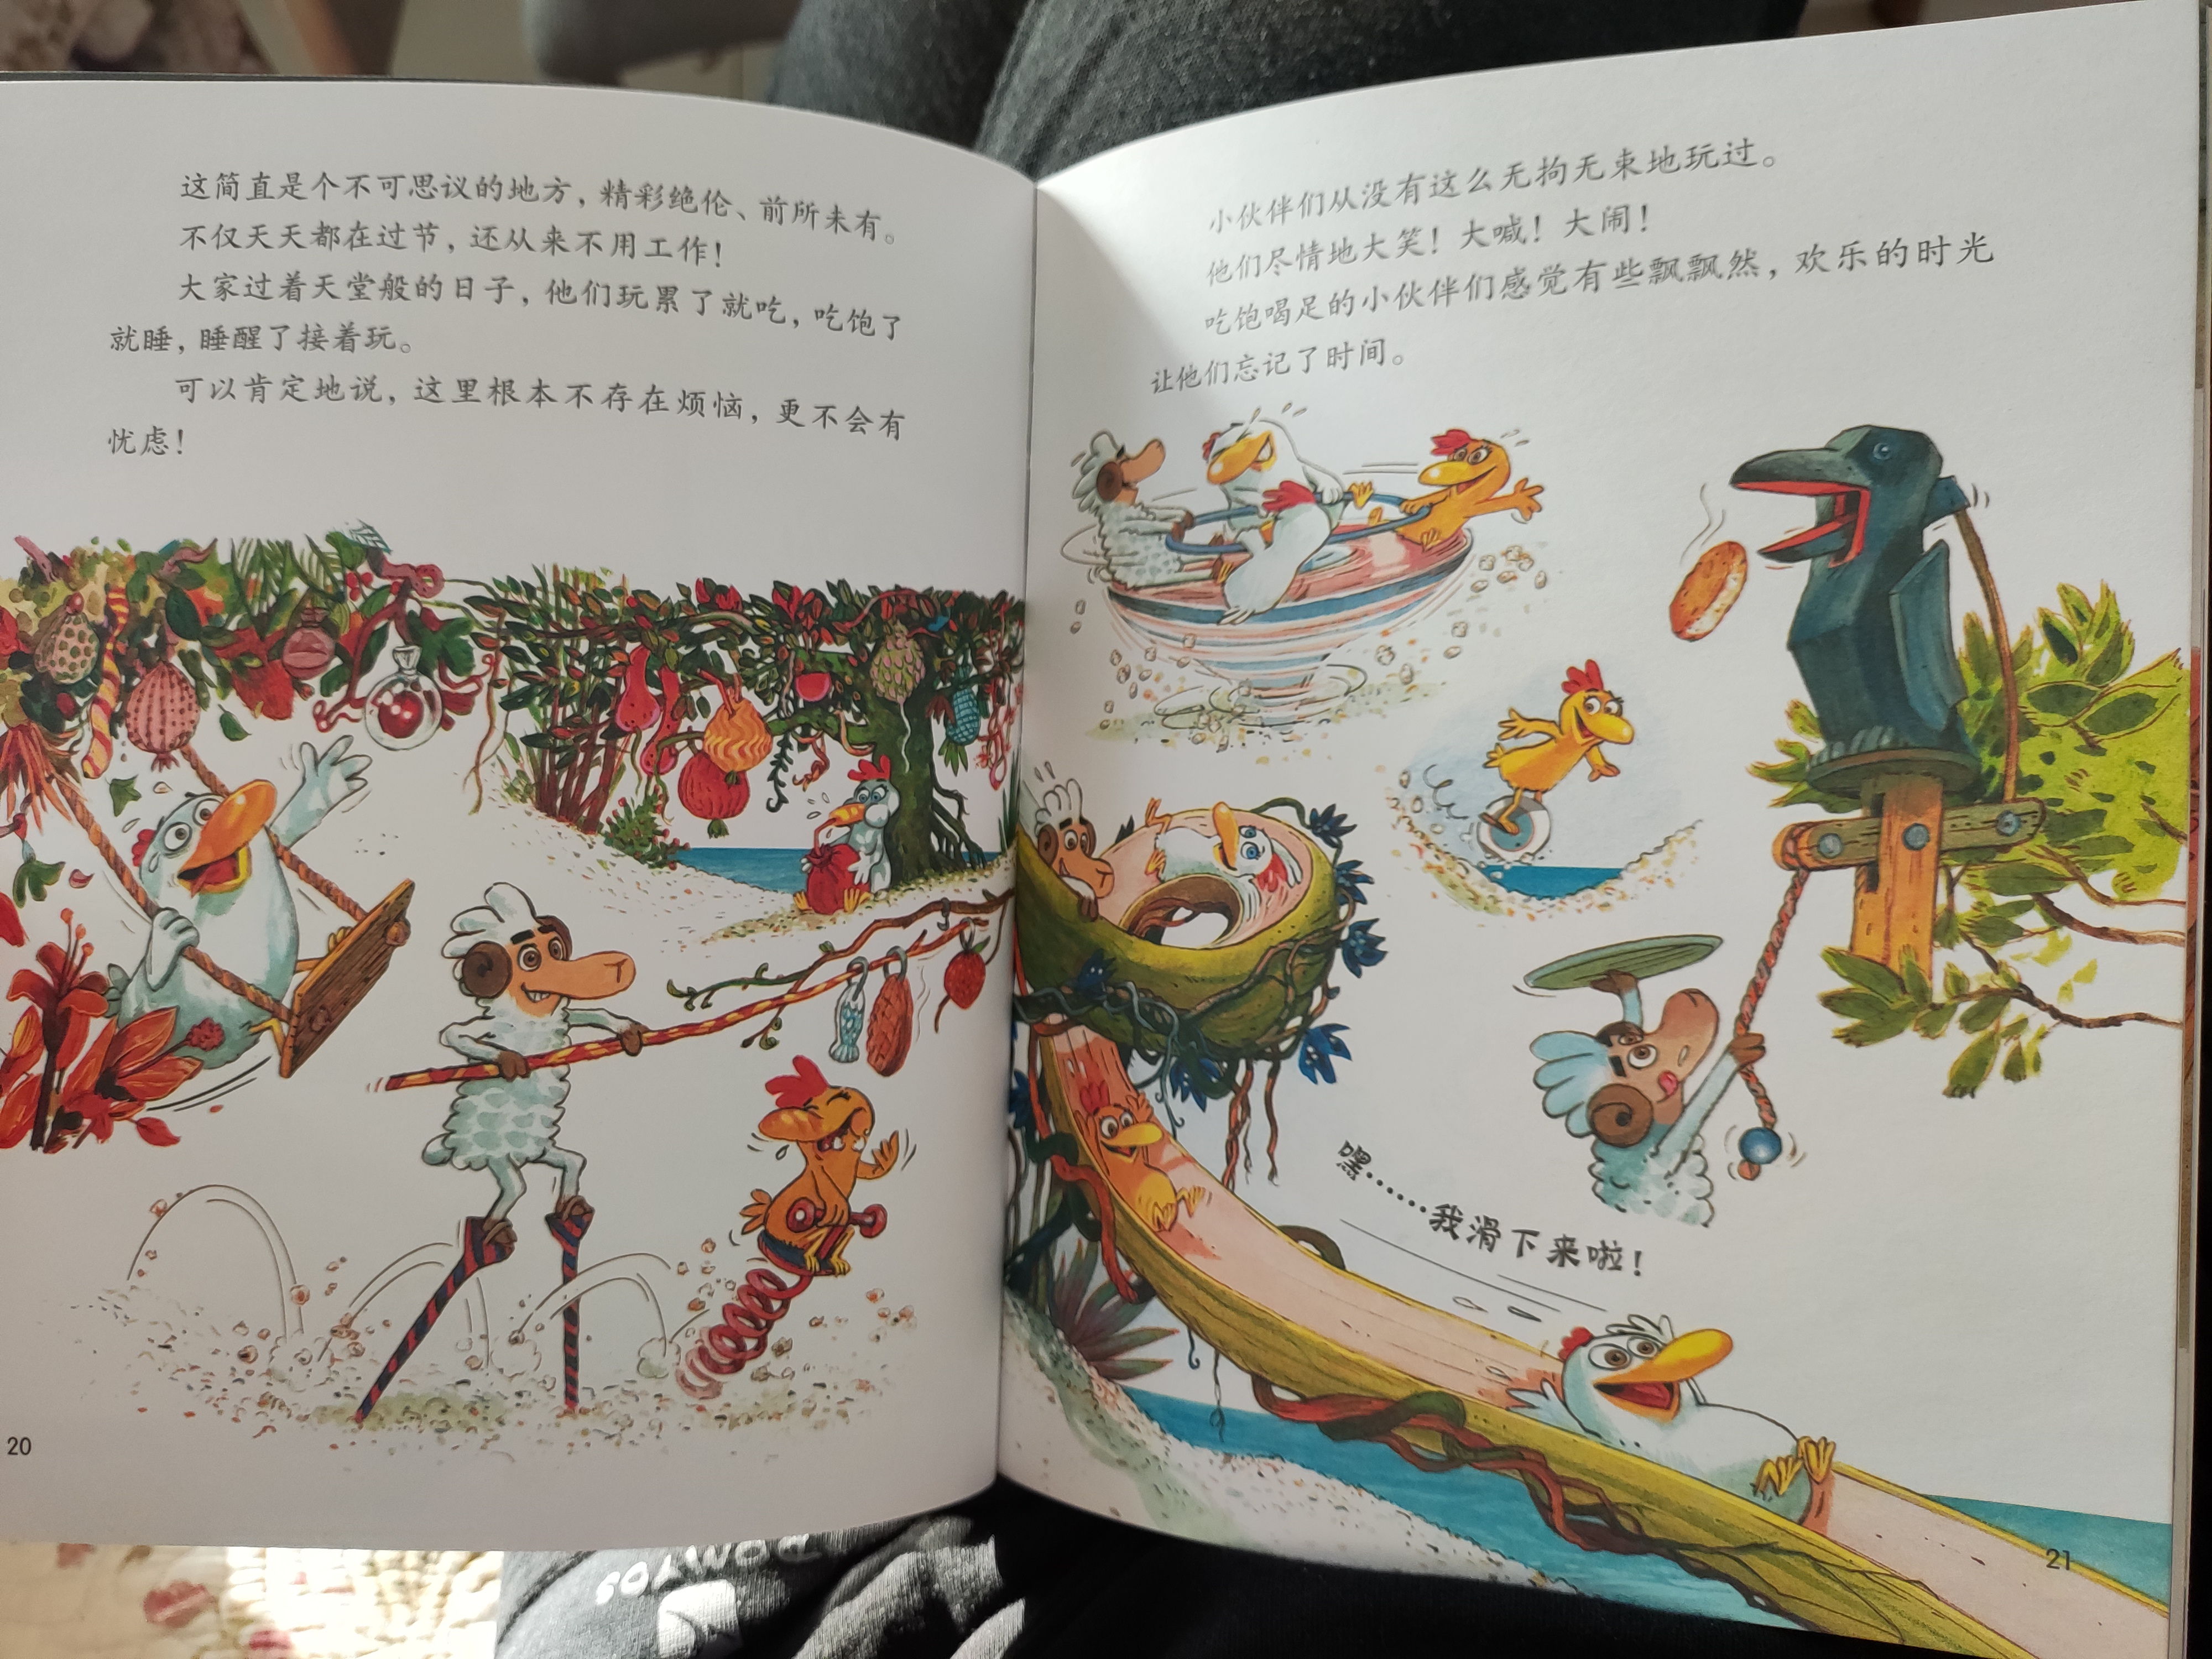 这简直是个不可思议的地方，精彩绝伦、前所未有。
不仅天天都在过节，还从来不用工作！
大家过着天堂般的日子，他们玩累了就吃，吃饱了
就睡，睡醒了接着玩。
可以肯定地说，这里根本不存在烦恼，更不会有
忧虑！
20
小伙伴们从没有这么无拘无束地玩过。
他们尽情地大笑！大喊！大闹！
吃饱喝足的小伙伴们感觉有些飘飘然，欢乐的时光
让他们忘记了时间。
嘿……我滑下来啦！
21